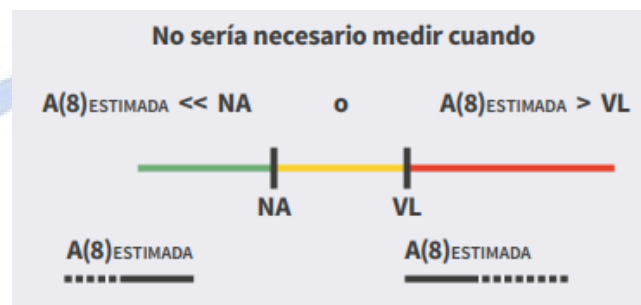 No sería necesario medir cuando
A(8)ESTIMADA << NA o A(8)ESTIMADA > VL
NA VL
A(8)ESTIMADA A(8)ESTIMADA